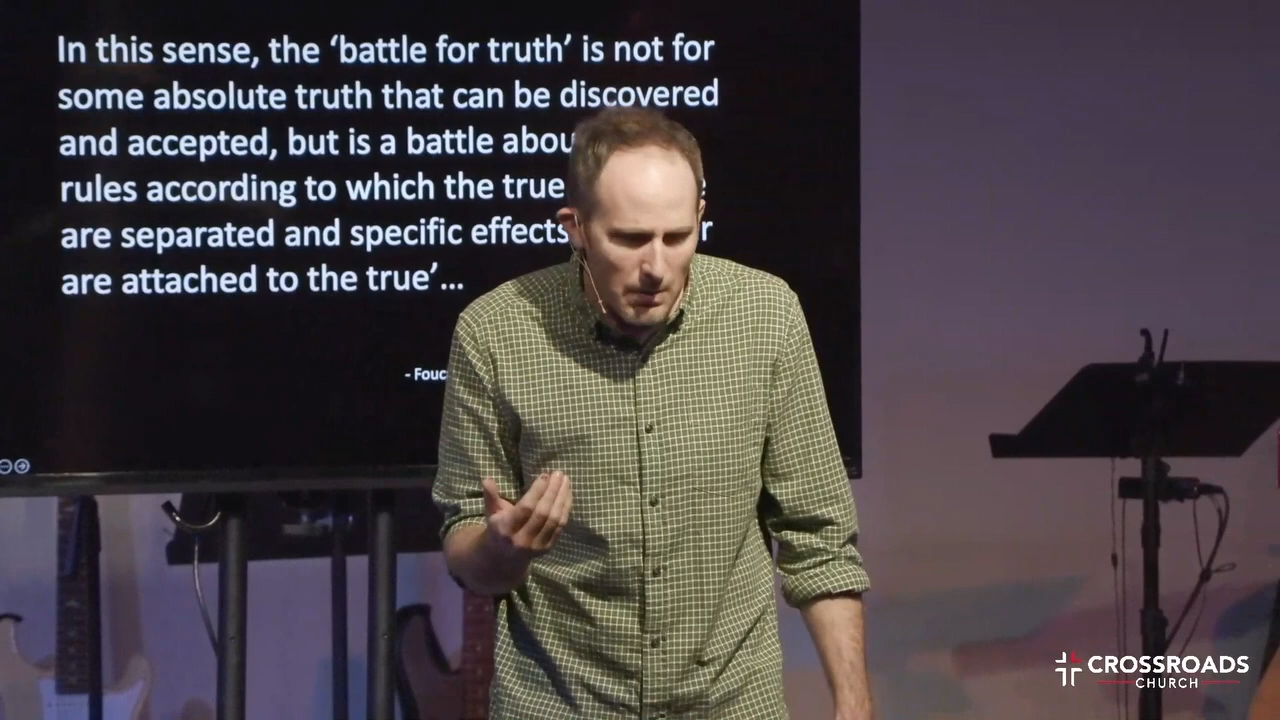 In this sense, the ‘battle for truth’ is not for
some absolute truth that can be discovered
and accepted, but is a battle abou
rules according to which the true
are separated and specific effects r
are attached to the true’...
- Fouc
CROSSROADS
CHURCH